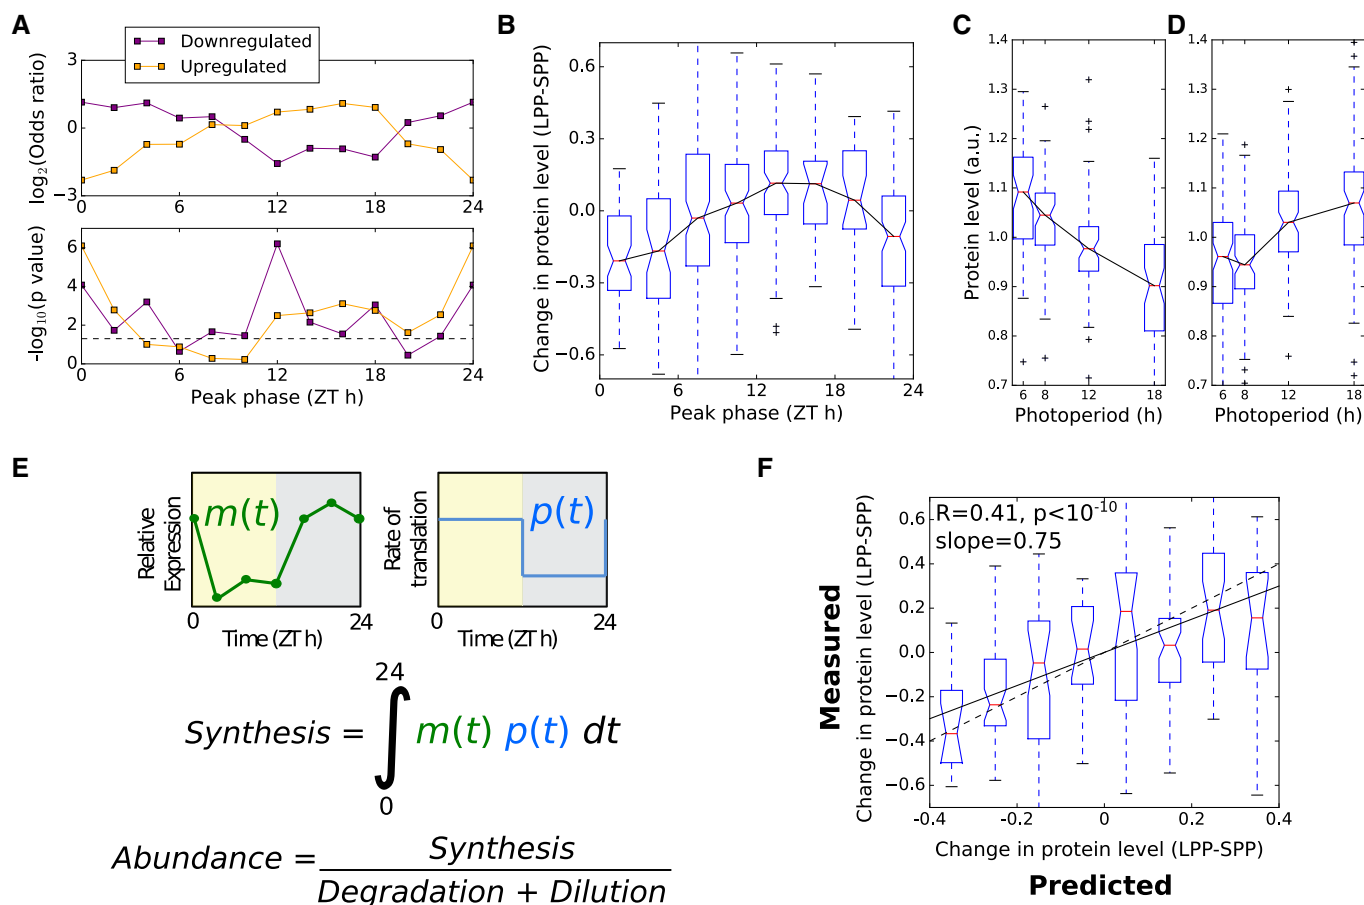 A
Downregulated
Upregulated
log2(Odds ratio)
3
0
−3
0 6 12 18 24
-log10(p value)
6
4
2
0
0 6 12 18 24
Peak phase (ZT h)
B
Change in protein level (LPP-SPP)
0.6
0.3
0.0
−0.3
−0.6
0 6 12 18 24
Peak phase (ZT h)
C
Protein level (a.u.)
1.4
1.3
1.2
1.1
1.0
0.9
0.8
0.7
6 8 12 18
Photoperiod (h)
D
1.4
1.3
1.2
1.1
1.0
0.9
0.8
0.7
6 8 12 18
Photoperiod (h)
E
Relative
Expression
m(t)
0 24
Time (ZT h)
Rate of
translation
p(t)
0 24
Time (ZT h)
Synthesis = ∫ 0 24 m(t) p(t) dt
Abundance = Synthesis
Degradation + Dilution
F
R=0.41, p<10-10
slope=0.75
Measured
Change in protein level (LPP-SPP)
0.6
0.4
0.2
0.0
−0.2
−0.4
−0.6
-0.4 -0.2 0 0.2 0.4
Change in protein level (LPP-SPP)
Predicted